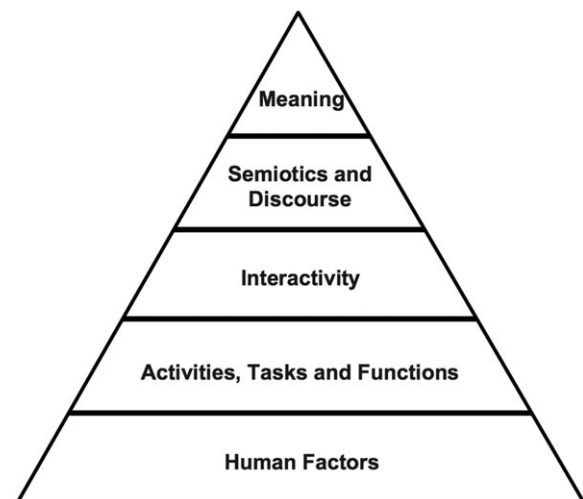 Meaning
Semiotics and
Discourse
Interactivity
Activities, Tasks and Functions
Human Factors